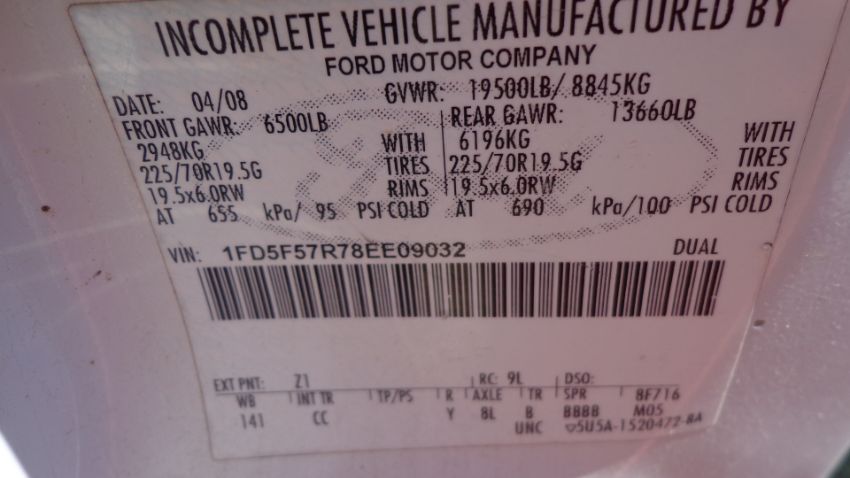 INCOMPLETE VEHICLE MANUFACTURED BY
FORD MOTOR COMPANY
DATE: 04/08 GVWR: 19500LB/ 8845KG
FRONT GAWR: 6500LB REAR GAWR: 13660LB
2948KG WITH 6196KG WITH
225/70R19.5G TIRES 225/70R19.5G TIRES
19.5x6.0RW RIMS 19.5x6.0RW RIMS
AT 655 kPa/ 95 PSI COLD AT 690 kPa/100 PSI COLD
VIN: 1FD5F57R78EE09032 DUAL
EXT PNT: Z1 RC: 9L DSO:
WB INT TR TP/PS R AXLE TR SPR 8F716
141 CC Y 8L B BBBB M05
UNC 5U5A-1520472-8A